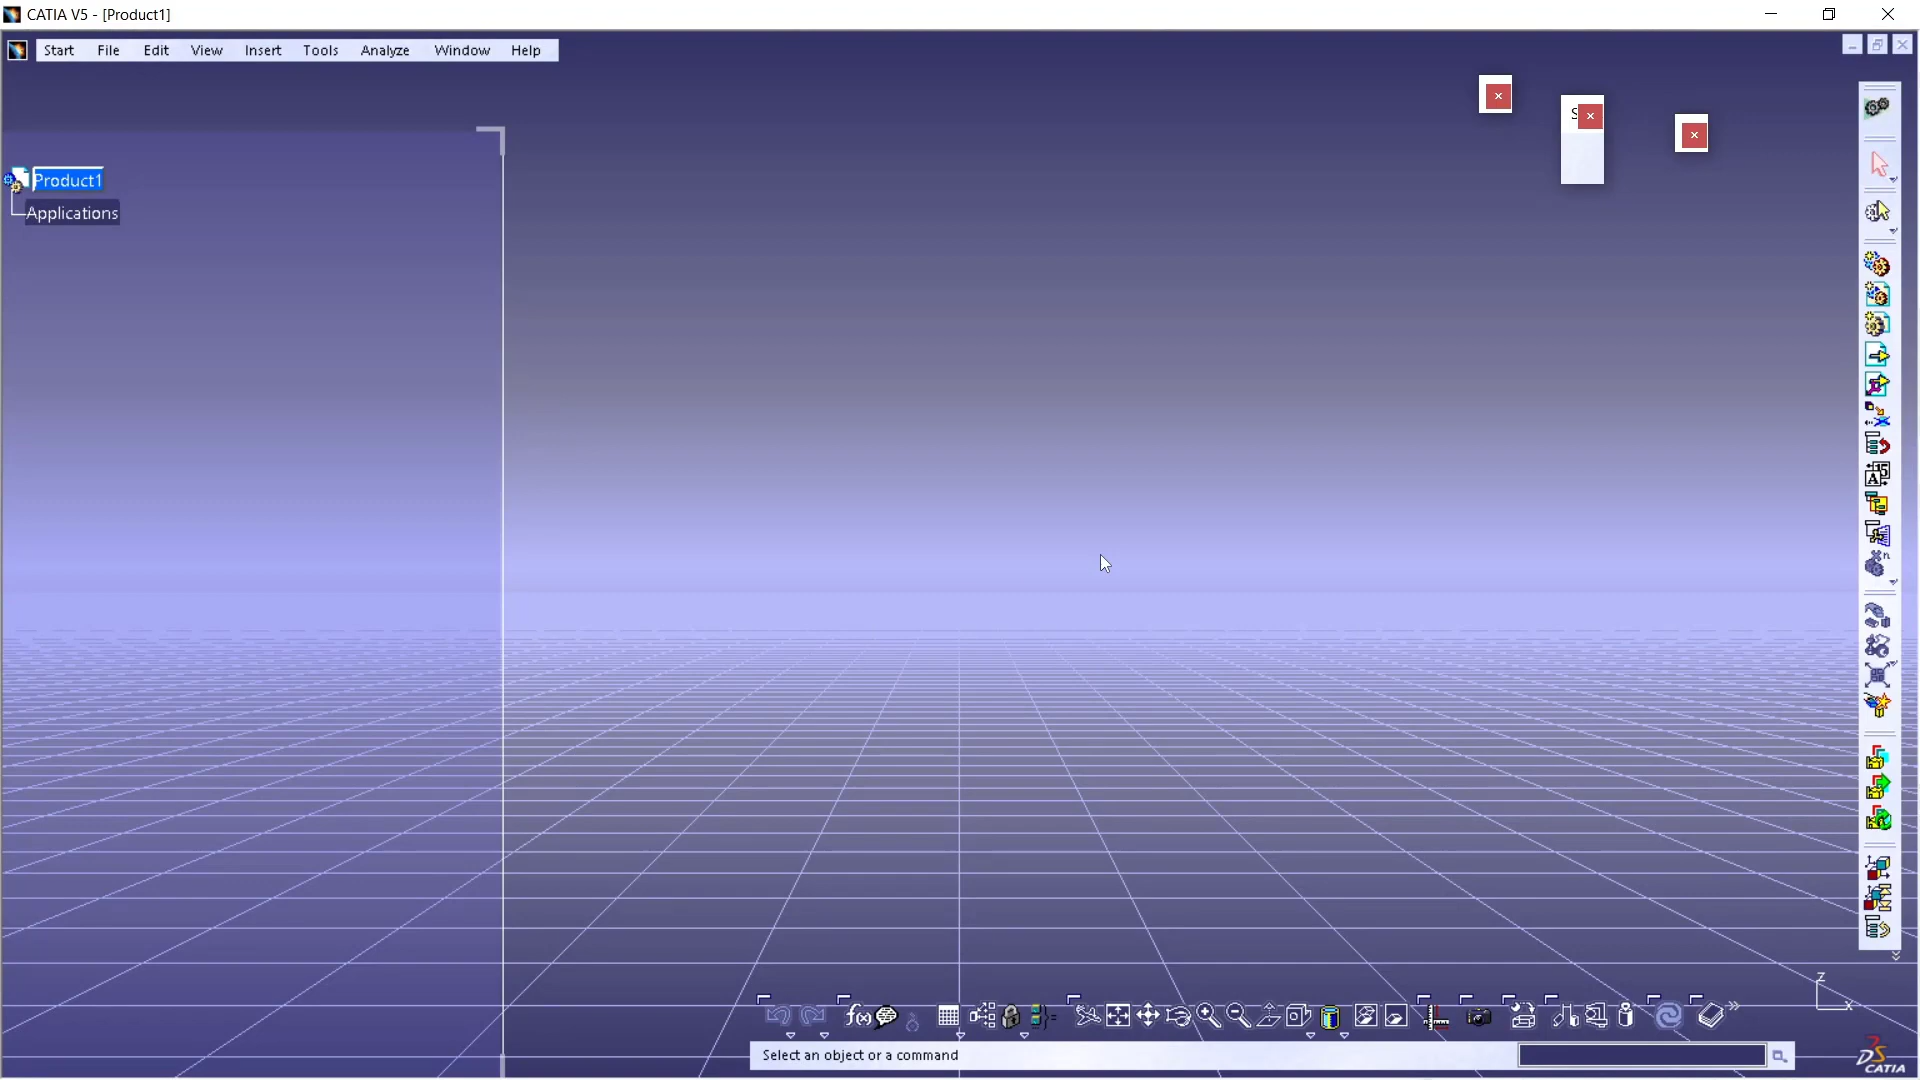 CATIA V5 - [Product1]
Start File Edit View Insert Tools Analyze Window Help
S
Product1
Applications
z
x
f(x)
Select an object or a command
DS
CATIA